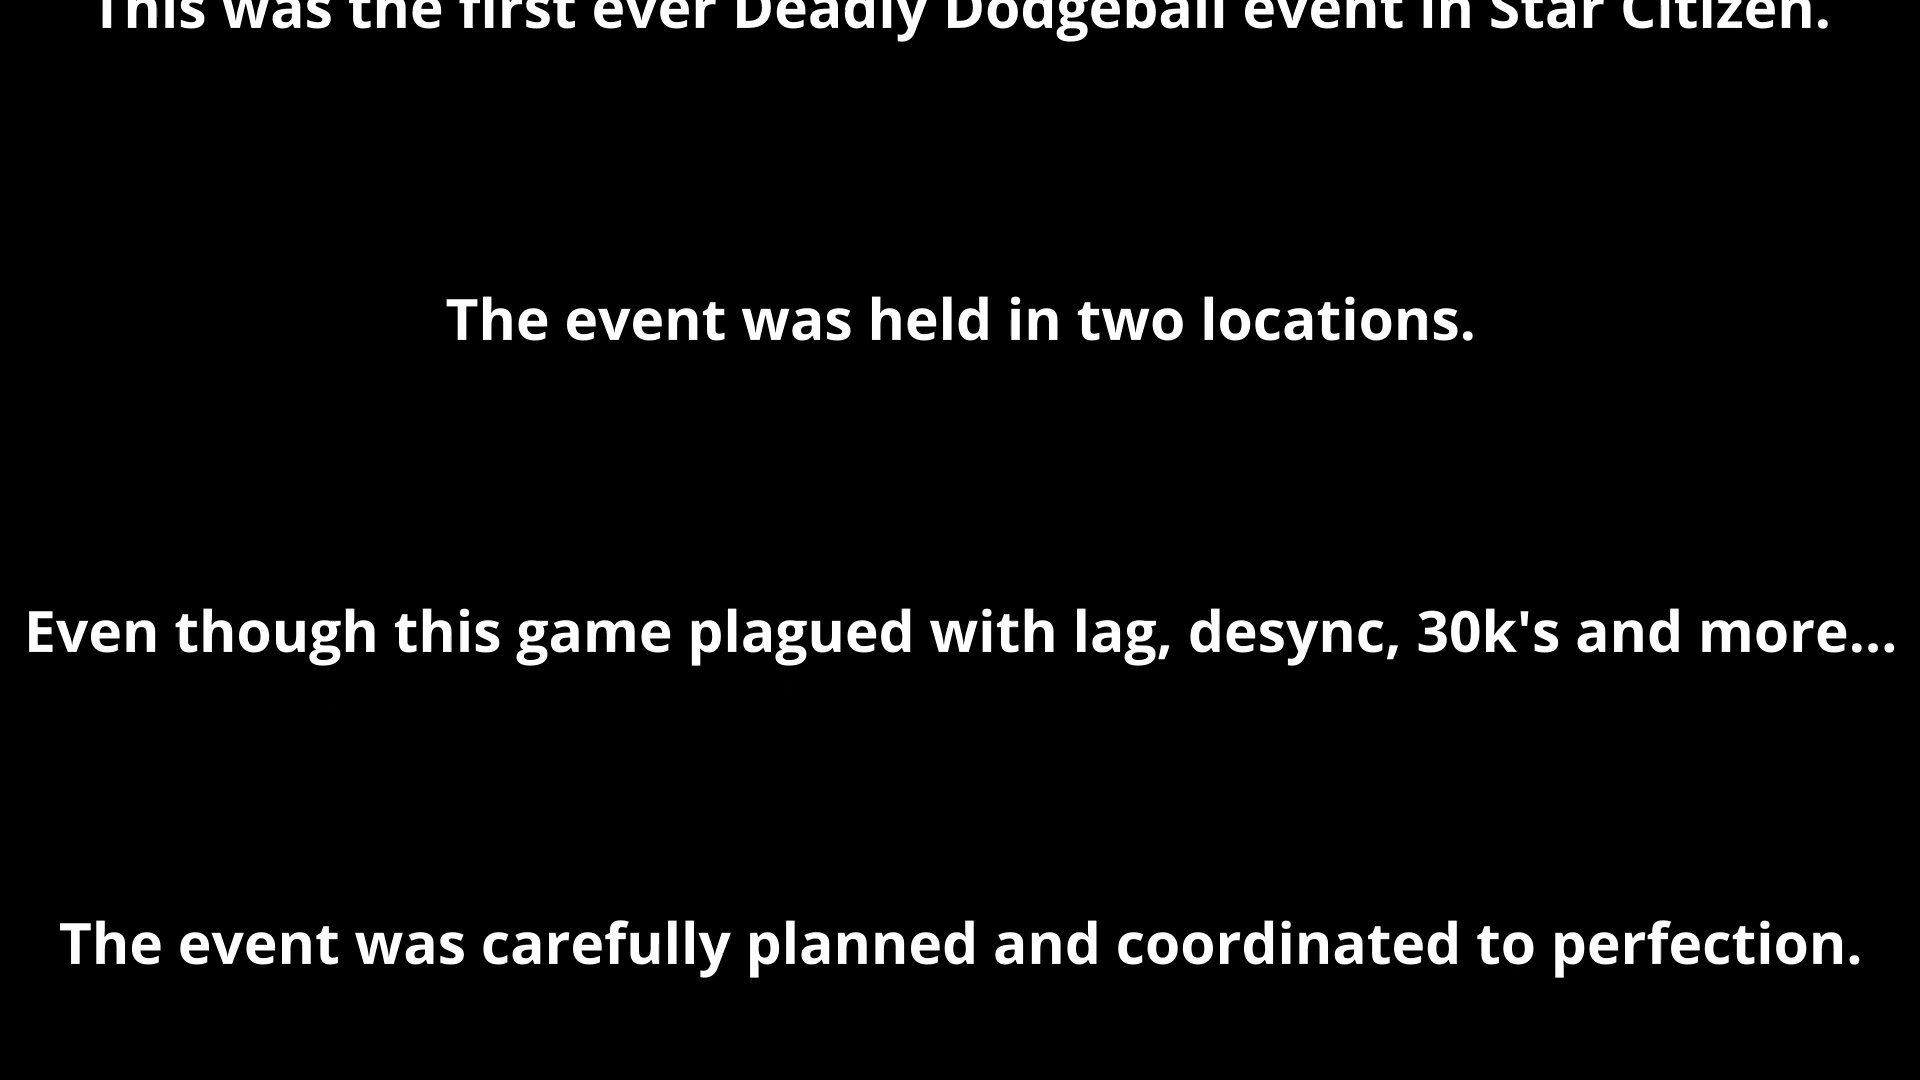 This was the first ever Deadly Dodgeball event in Star Citizen.
The event was held in two locations.
Even though this game plagued with lag, desync, 30k's and more...
The event was carefully planned and coordinated to perfection.